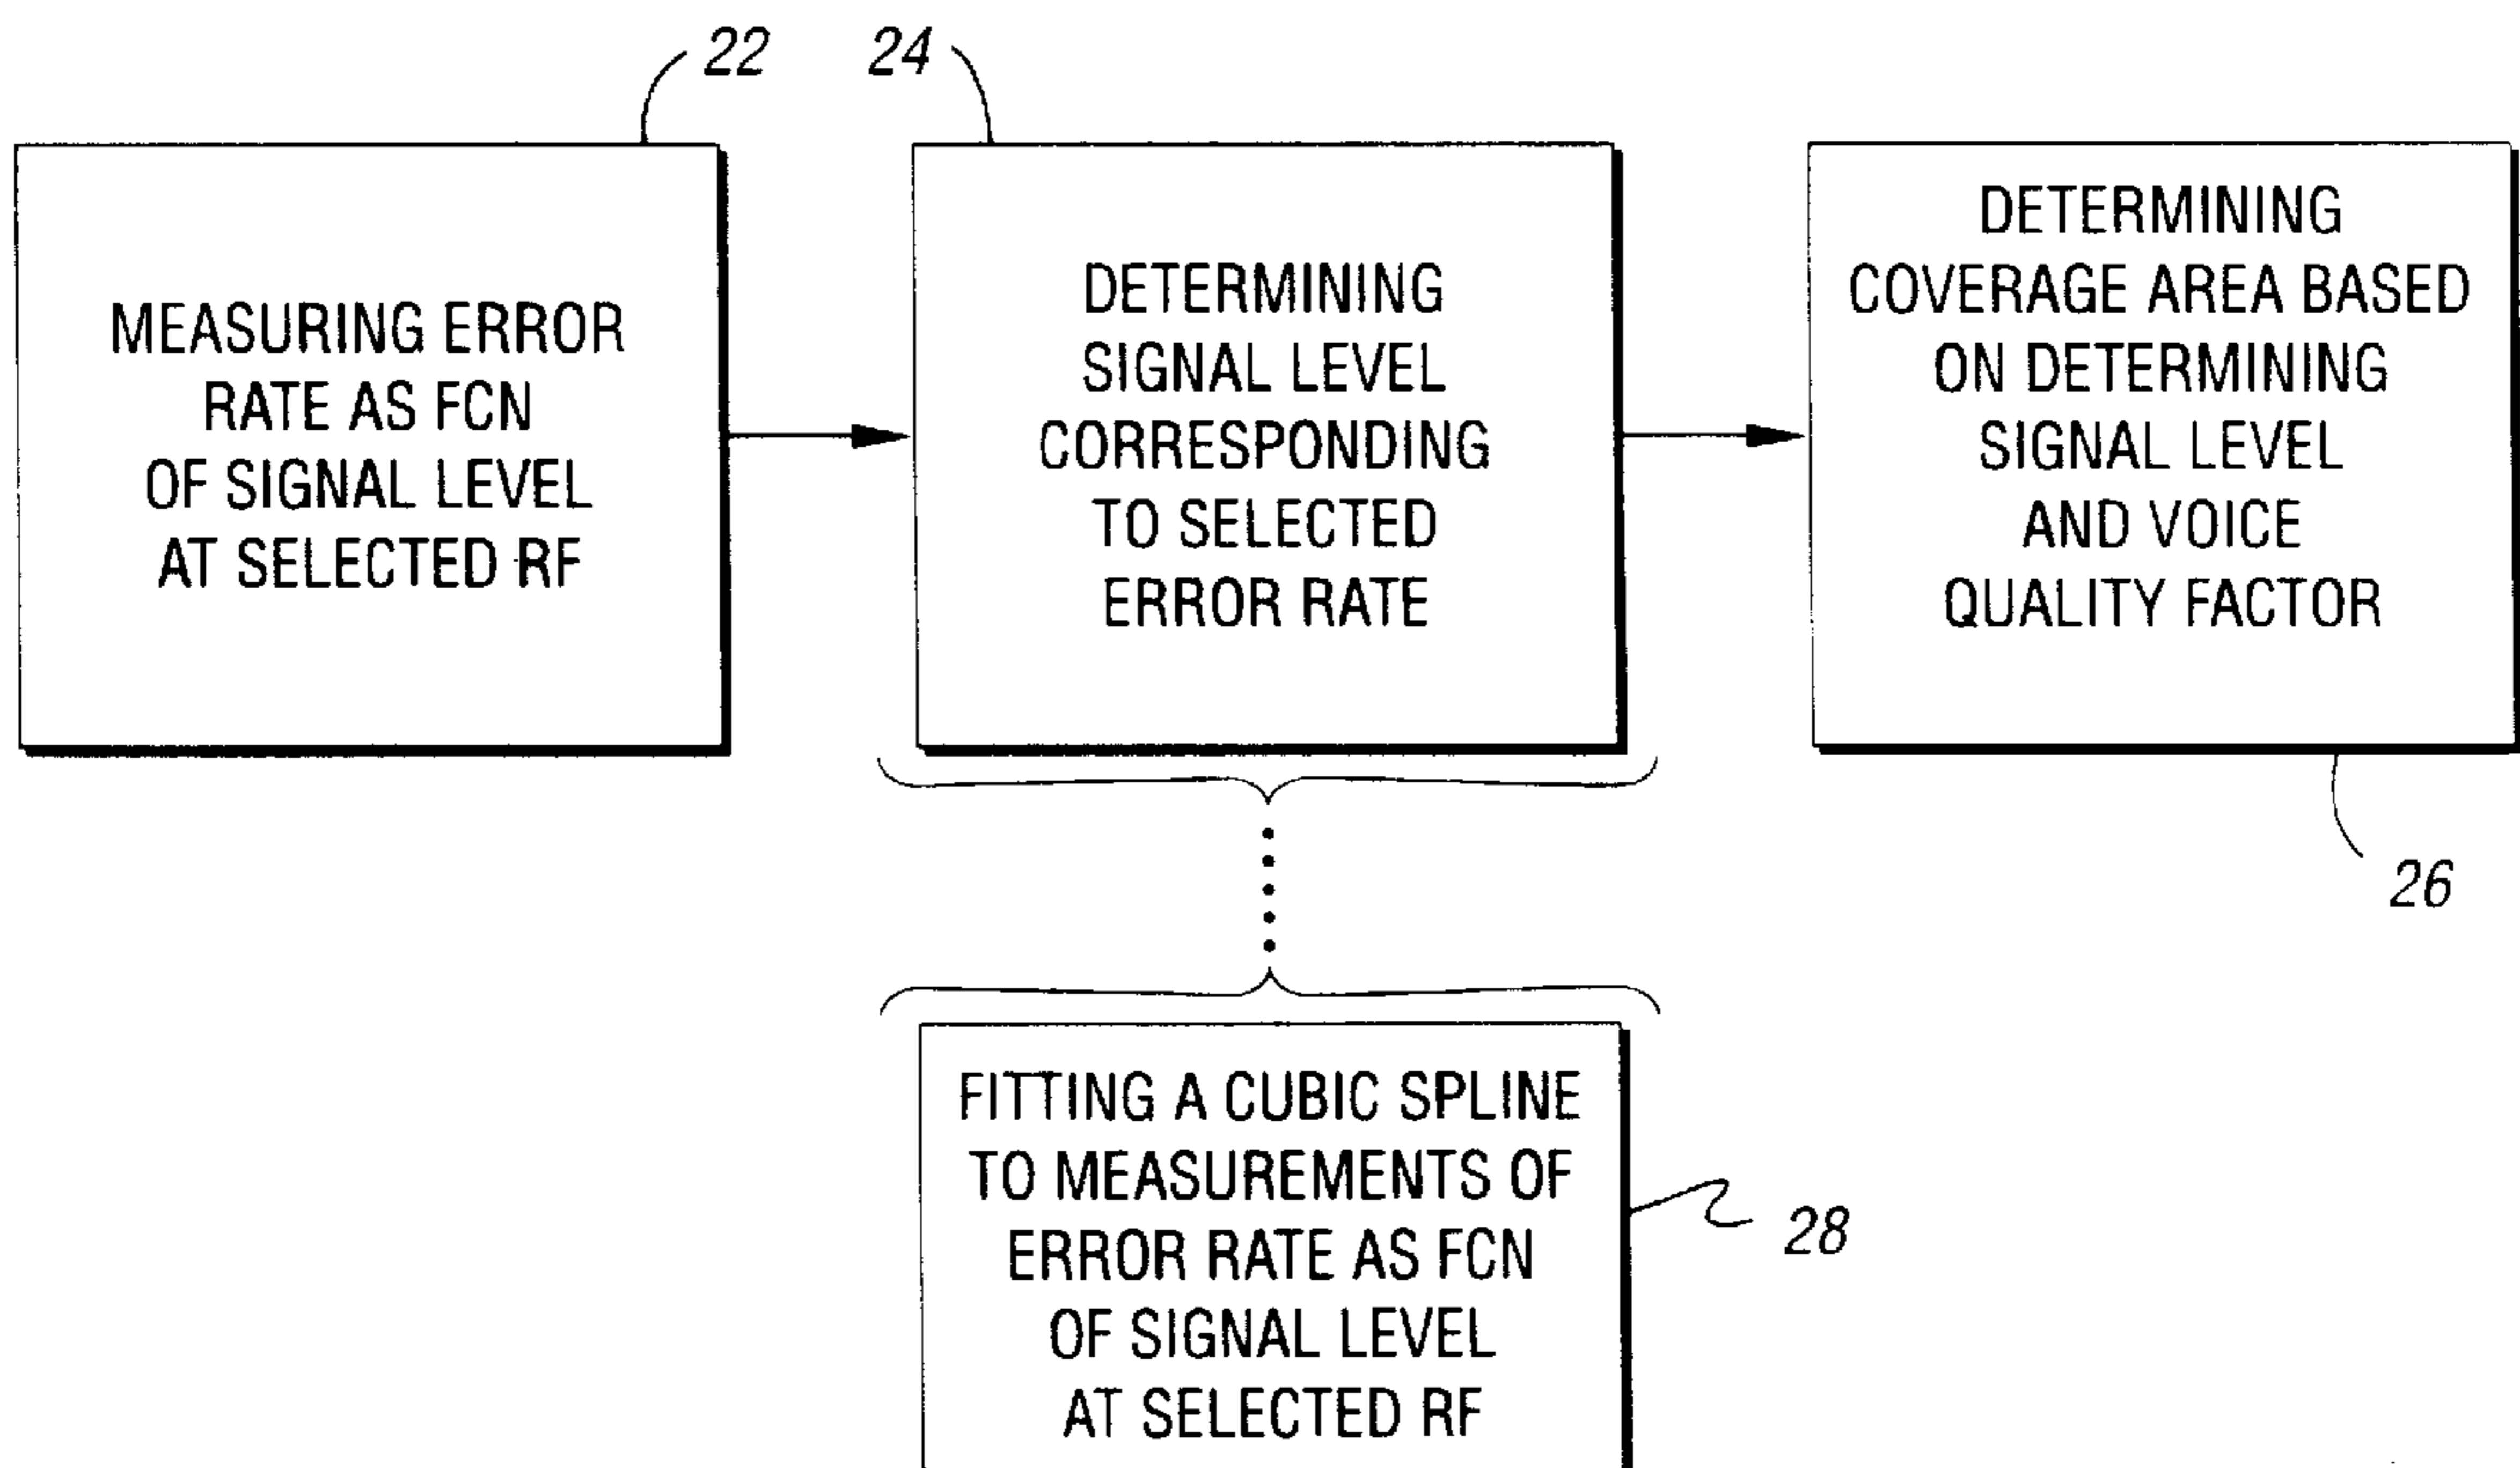 22
24
MEASURING ERROR
RATE AS FCN
OF SIGNAL LEVEL
AT SELECTED RF
DETERMINING
SIGNAL LEVEL
CORRESPONDING
TO SELECTED
ERROR RATE
DETERMINING
COVERAGE AREA BASED
ON DETERMINING
SIGNAL LEVEL
AND VOICE
QUALITY FACTOR
26
FITTING A CUBIC SPLINE
TO MEASUREMENTS OF
ERROR RATE AS FCN
OF SIGNAL LEVEL
AT SELECTED RF
28